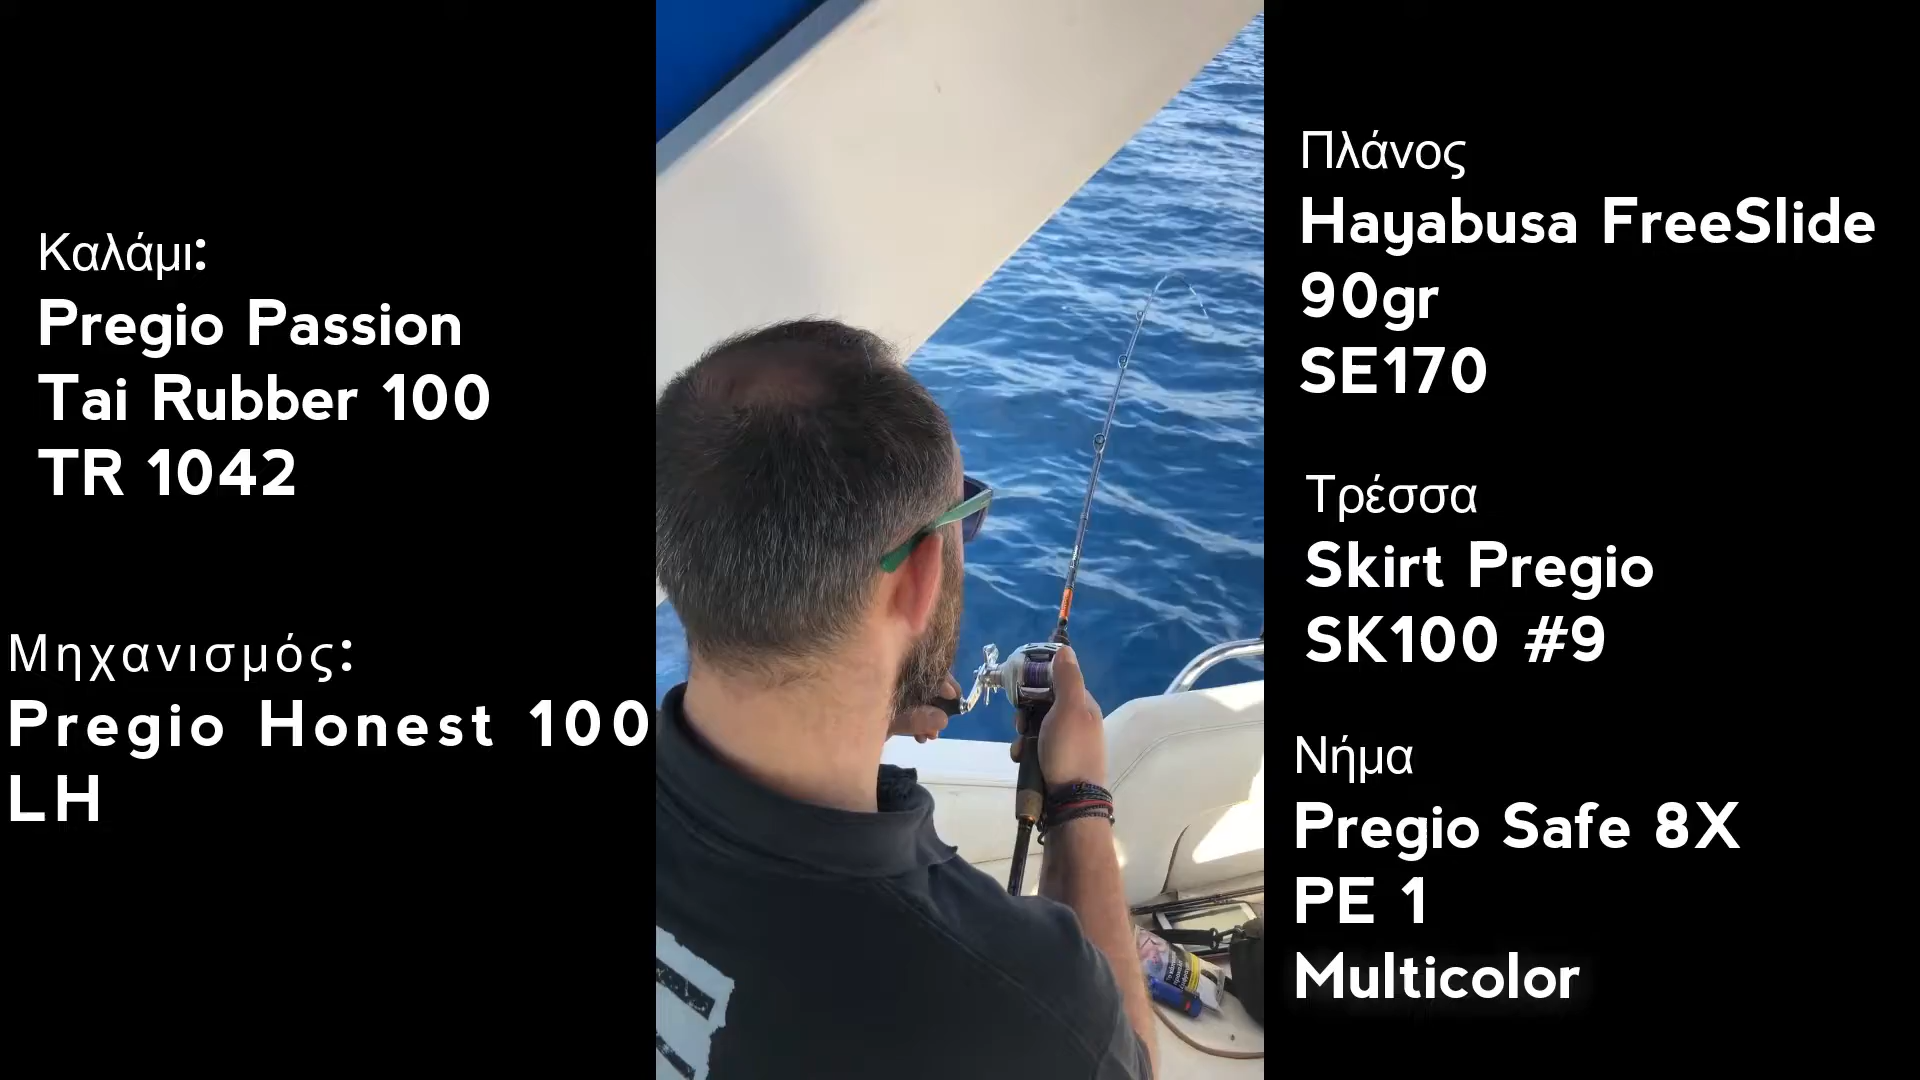 Καλάμι:
Pregio Passion
Tai Rubber 100
TR 1042
Μηχανισμός:
Pregio Honest 100
LH
Πλάνος
Hayabusa FreeSlide
90gr
SE170
Τρέσσα
Skirt Pregio
SK100 #9
Νήμα
Pregio Safe 8X
PE 1
Multicolor